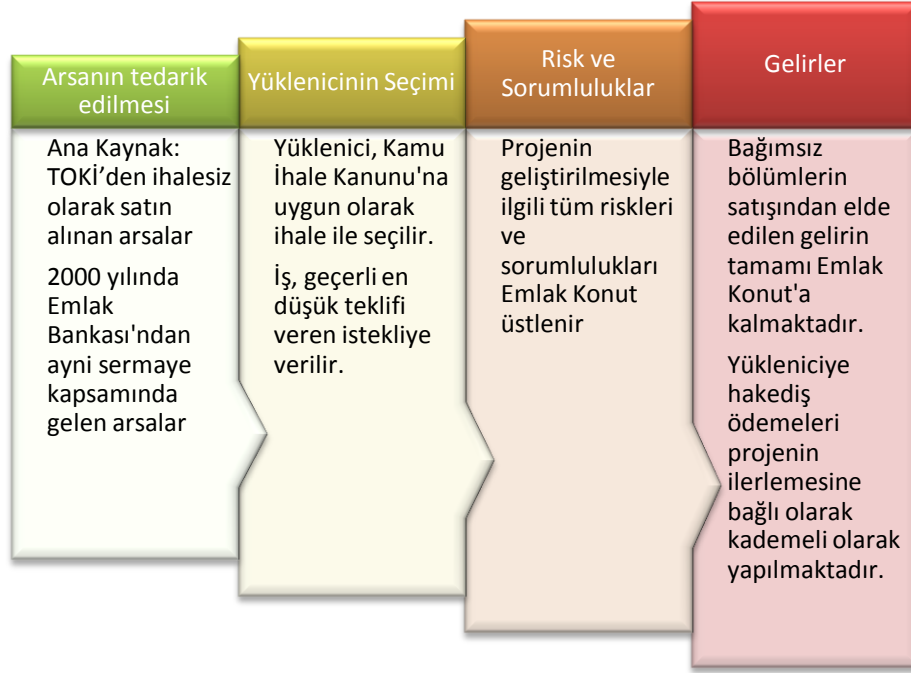 Arsanın tedarik
edilmesi
Ana Kaynak:
TOKİ’den ihalesiz
olarak satın
alınan arsalar
2000 yılında
Emlak
Bankası'ndan
ayni sermaye
kapsamında
gelen arsalar
Yüklenicinin Seçimi
Yüklenici, Kamu
İhale Kanunu'na
uygun olarak
ihale ile seçilir.
İş, geçerli en
düşük teklifi
veren istekliye
verilir.
Risk ve
Sorumluluklar
Projenin
geliştirilmesiyle
ilgili tüm riskleri
ve
sorumlulukları
Emlak Konut
üstlenir
Gelirler
Bağımsız
bölümlerin
satışından elde
edilen gelirin
tamamı Emlak
Konut'a
kalmaktadır.
Yükleniciye
hakediş
ödemeleri
projenin
ilerlemesine
bağlı olarak
kademeli olarak
yapılmaktadır.